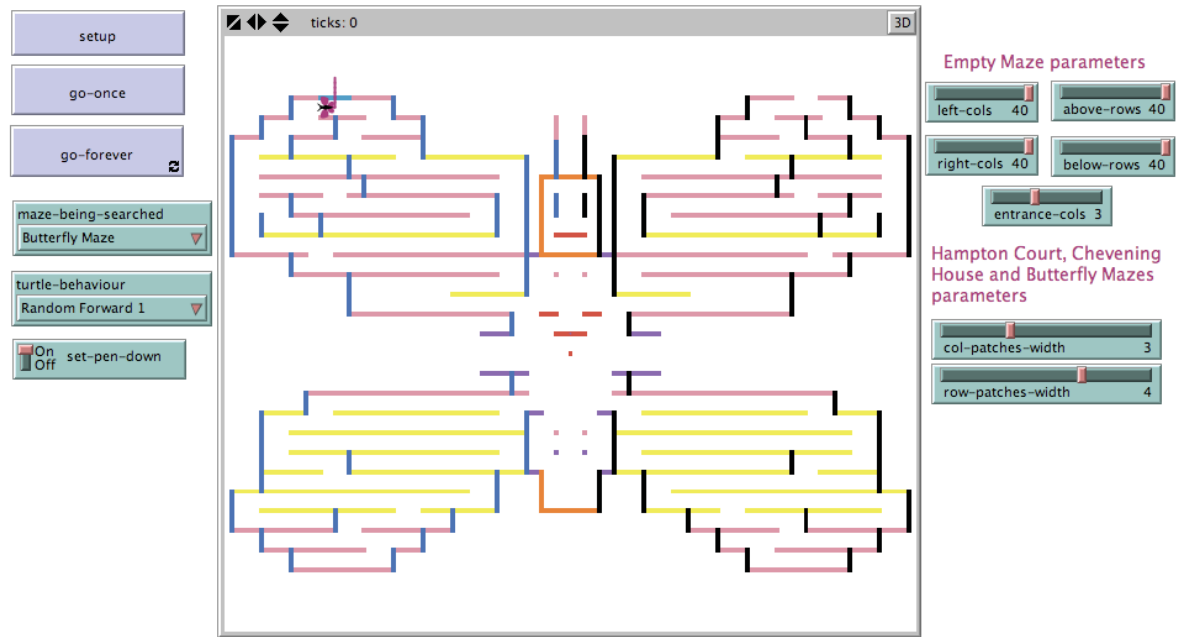 setup
go-once
go-forever
maze-being-searched
Butterfly Maze
turtle-behaviour
Random Forward 1
On
Off
set-pen-down
ticks: 0
3D
Empty Maze parameters
left-cols 40
above-rows 40
right-cols 40
below-rows 40
entrance-cols 3
Hampton Court, Chevening
House and Butterfly Mazes
parameters
col-patches-width 3
row-patches-width 4